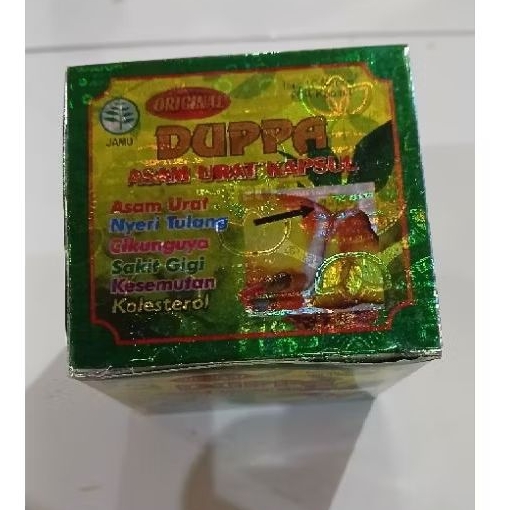 ORIGINAL
JAMU
DUPPA
ASAM URAT KAPSUL
Asam Urat
Nyeri Tulang
Cikunguya
Sakit Gigi
Kesemutan
Kolesterol